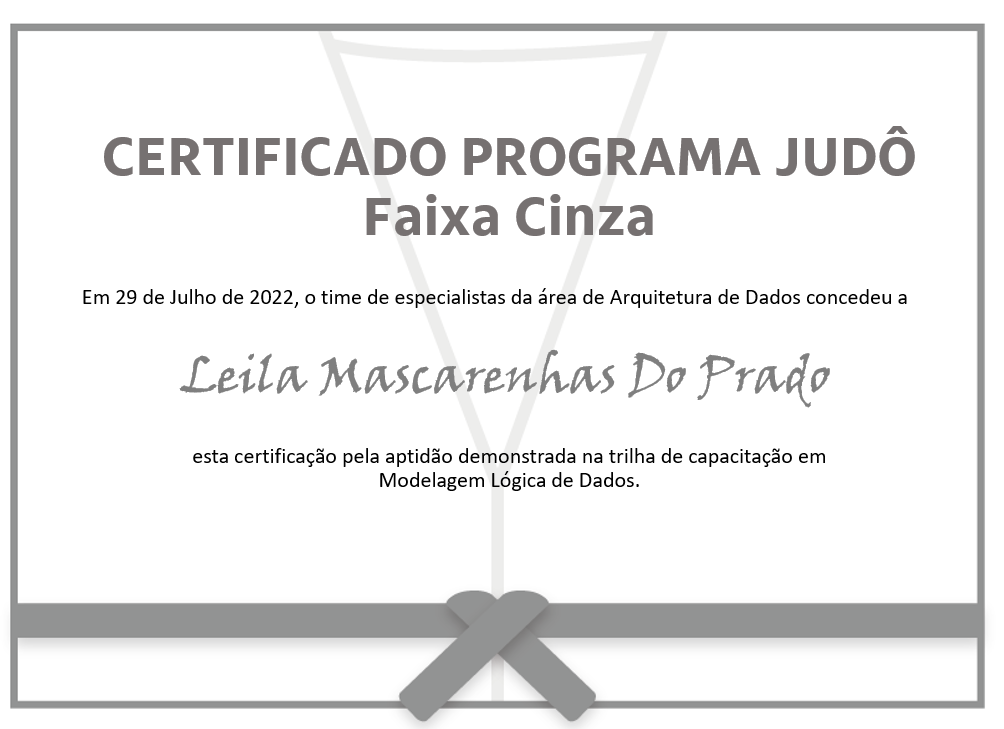 CERTIFICADO PROGRAMA JUDÔ
Faixa Cinza
Em 29 de Julho de 2022, o time de especialistas da área de Arquitetura de Dados concedeu a
Leila Mascarenhas Do Prado
esta certificação pela aptidão demonstrada na trilha de capacitação em
Modelagem Lógica de Dados.